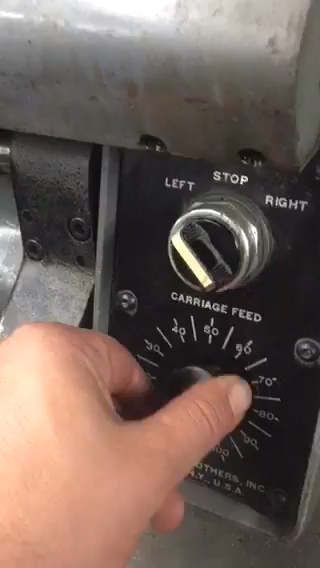 STOP
LEFT RIGHT
CARRIAGE FEED
50
40 60
30 70
80
90
100
OTHERS, INC.
N.Y., U.S.A.